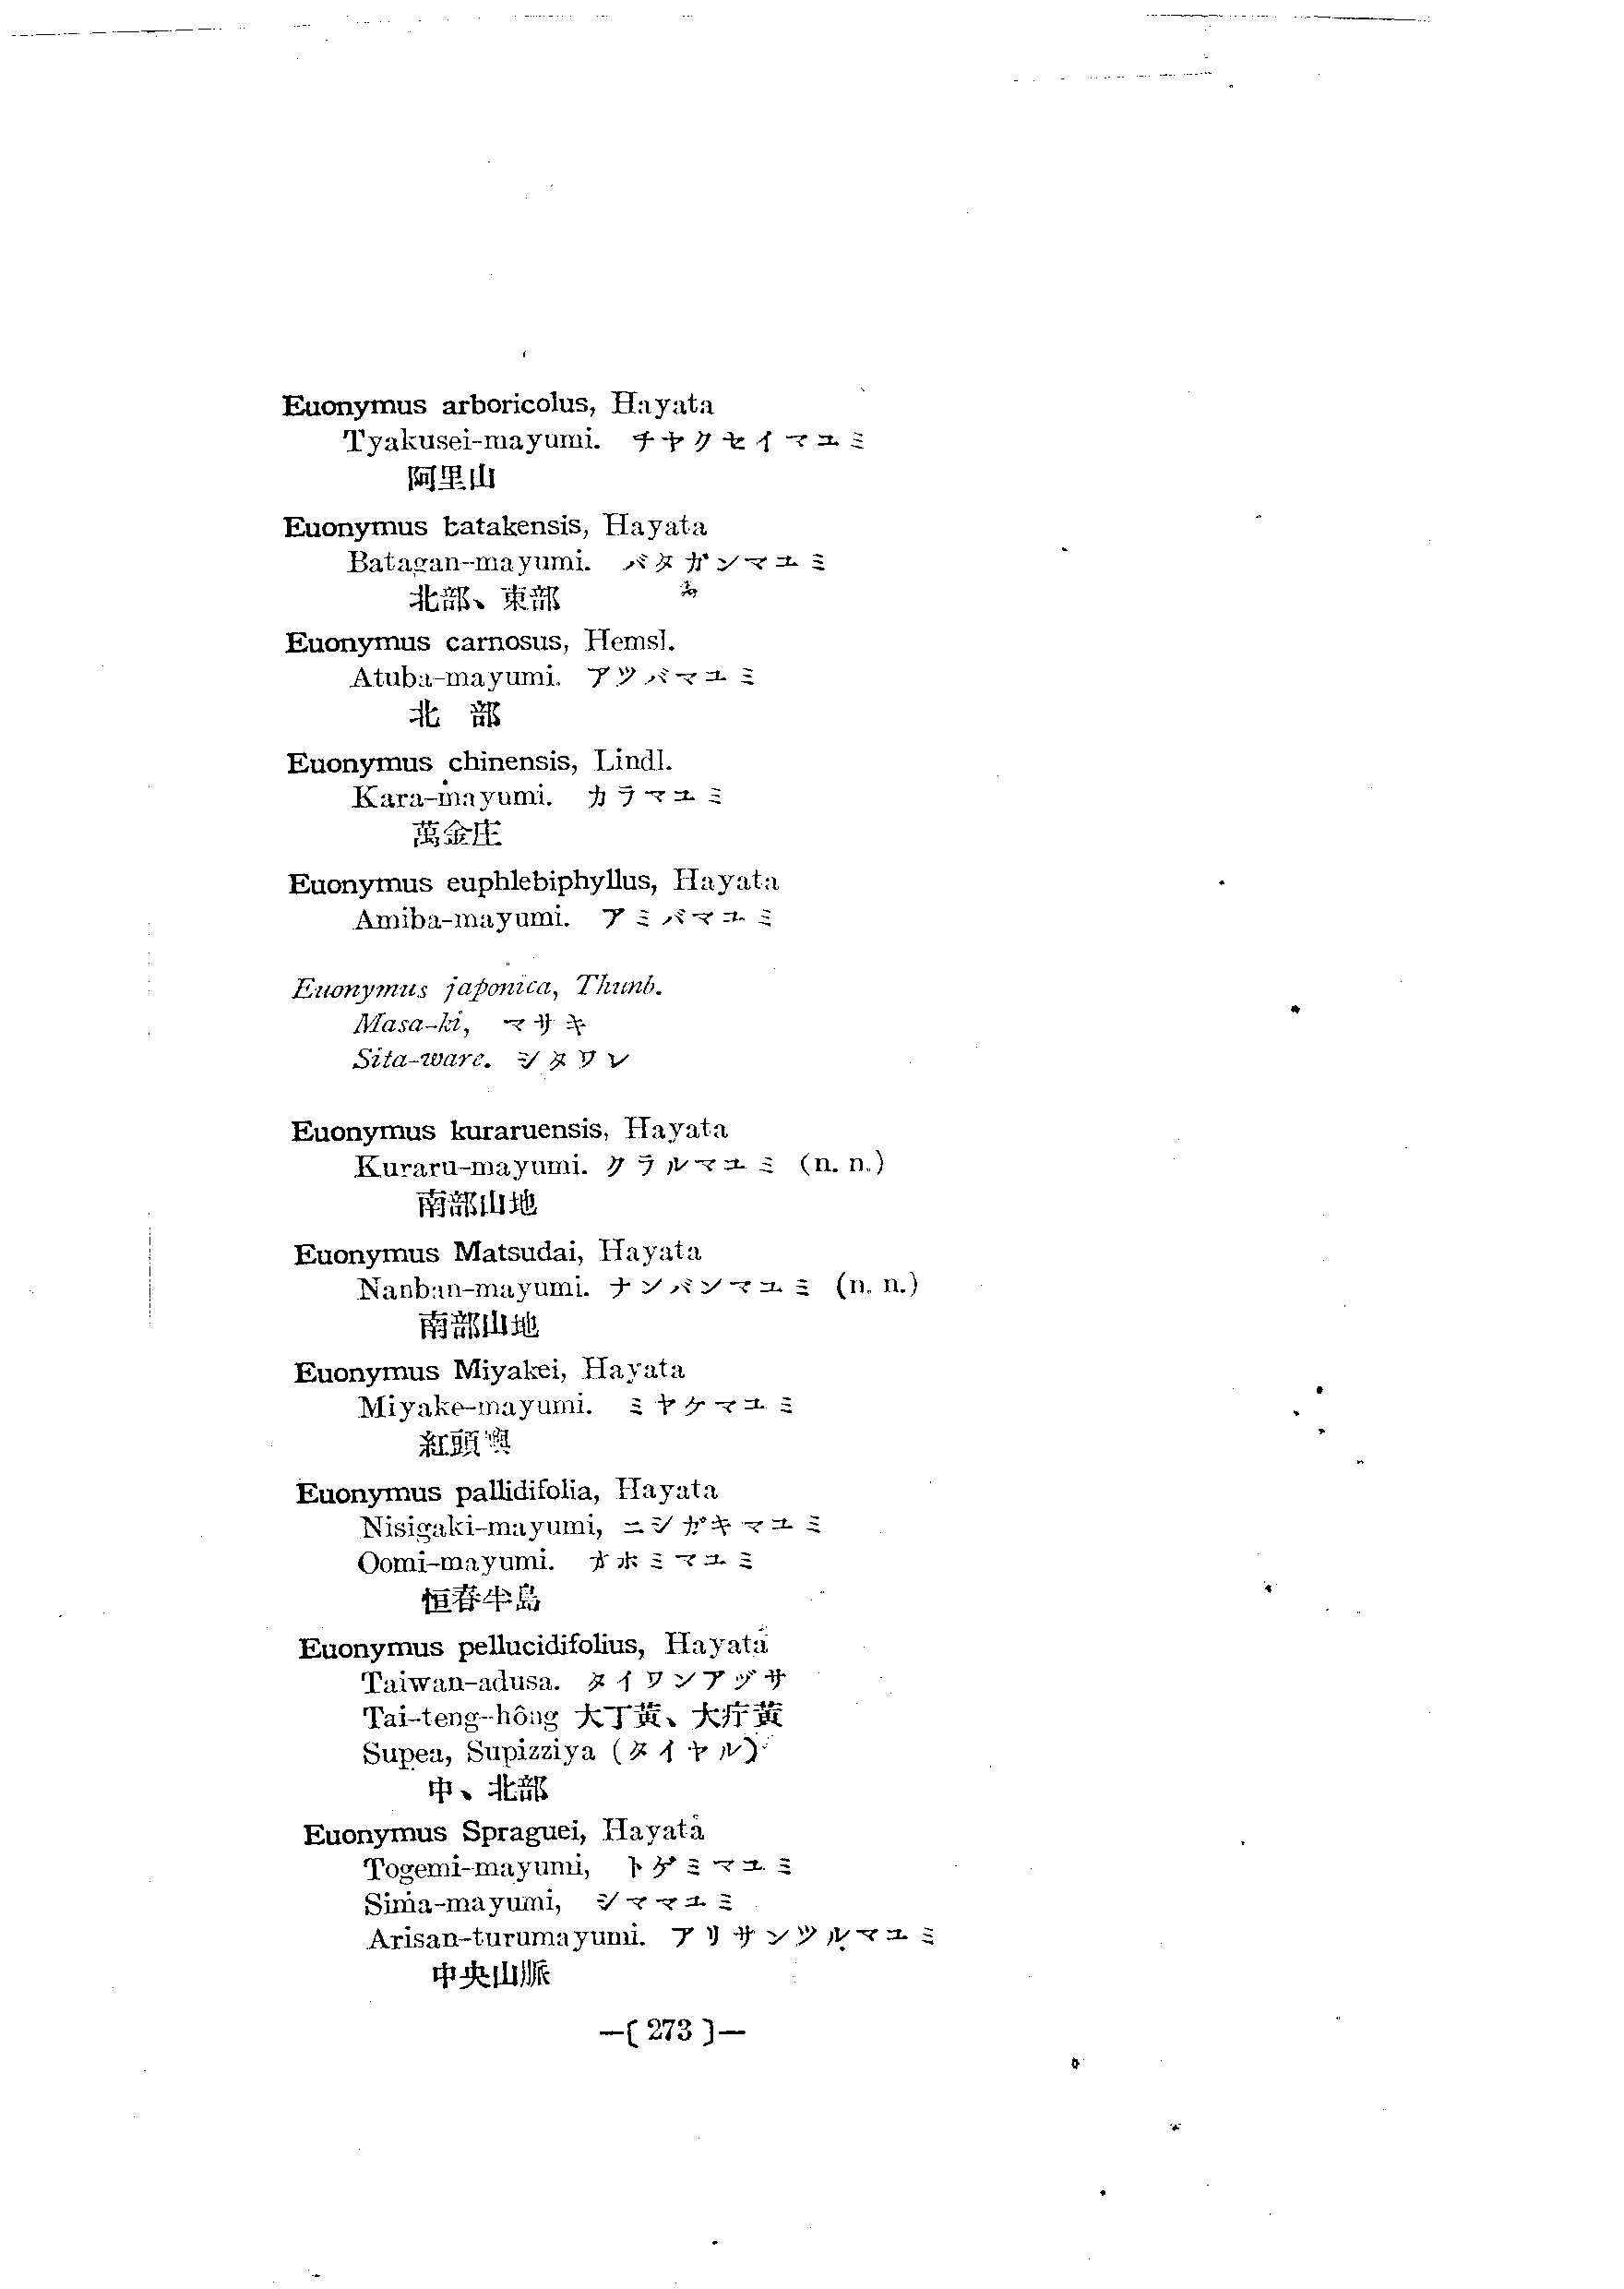 Euonymus arboricolus, Hayata
Tyakusei-mayumi. チヤクセイマユミ
阿里山
Euonymus batakensis, Hayata
Batagan-mayumi. バタガンマユミ
北部、東部
Euonymus carnosus, Hemsl.
Atuba-mayumi. アツバマユミ
北 部
Euonymus chinensis, Lindl.
Kara-mayumi. カラマユミ
萬金庄
Euonymus euphlebiphyllus, Hayata
Amiba-mayumi. アミバマユミ
Euonymus japonica, Thunb.
Masa-ki, マサキ
Sita-ware. シタワレ
Euonymus kuraruensis, Hayata
Kuraru-mayumi. クラルマユミ (n. n.)
南部山地
Euonymus Matsudai, Hayata
Nanban-mayumi. ナンバンマユミ (n. n.)
南部山地
Euonymus Miyakei, Hayata
Miyake-mayumi. ミヤケマユミ
紅頭嶼
Euonymus pallidifolia, Hayata
Nisigaki-mayumi, ニシガキマユミ
Oomi-mayumi. オホミマユミ
恒春半島
Euonymus pellucidifolius, Hayata
Taiwan-adusa. タイワンアヅサ
Tai-teng-hông 大丁黃、大疔黃
Supea, Supizziya (タイヤル)
中、北部
Euonymus Spraguei, Hayata
Togemi-mayumi, トゲミマユミ
Sima-mayumi, シママユミ
Arisan-turumayumi. アリサンツルマユミ
中央山脈
—( 273 )—